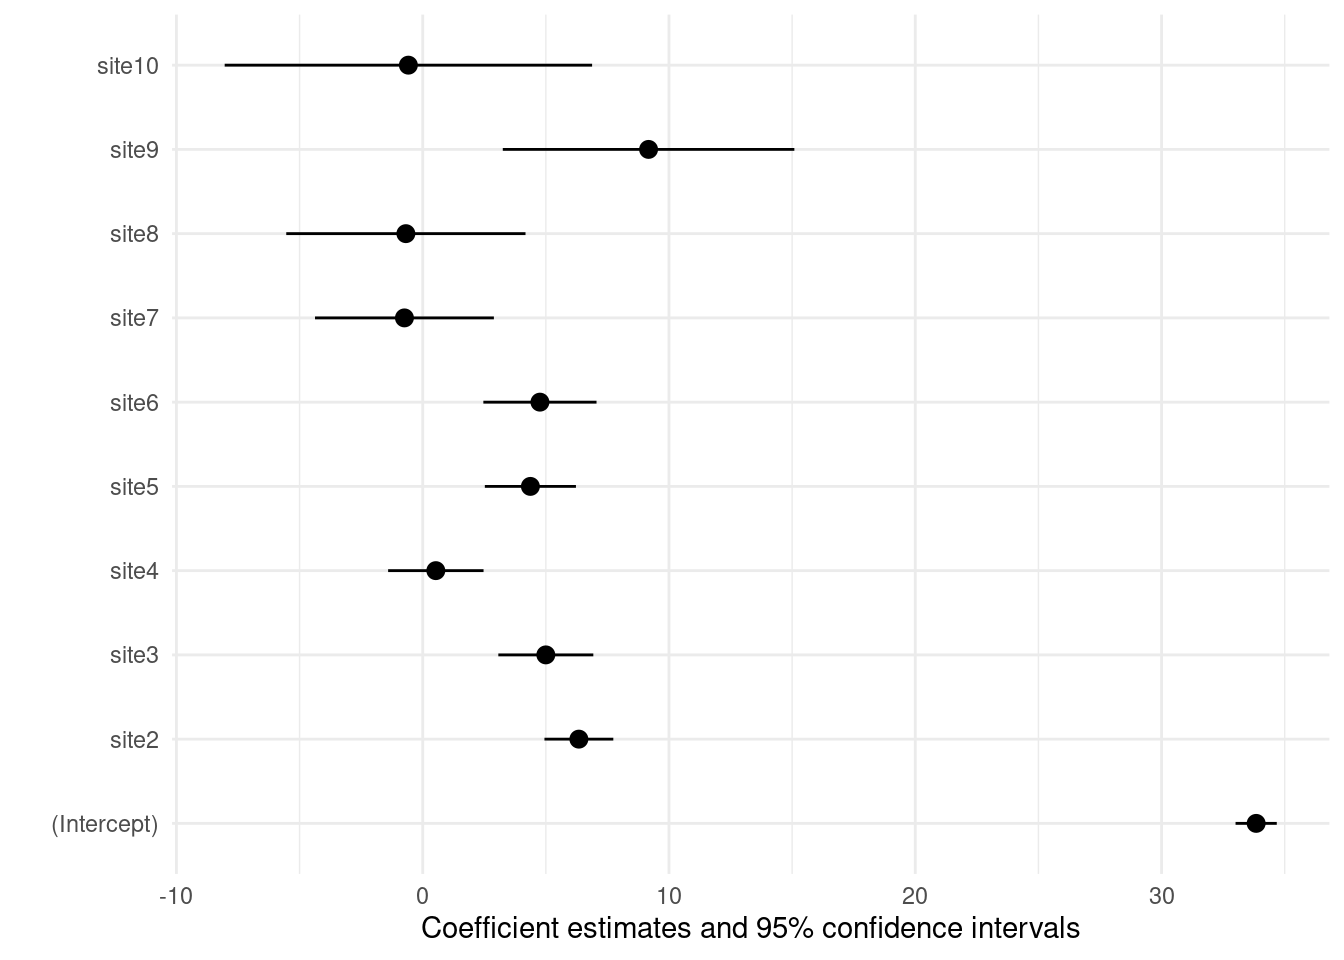 site10
site9
site8
site7
site6
site5
site4
site3
site2
(Intercept)
-10 0 10 20 30
Coefficient estimates and 95% confidence intervals